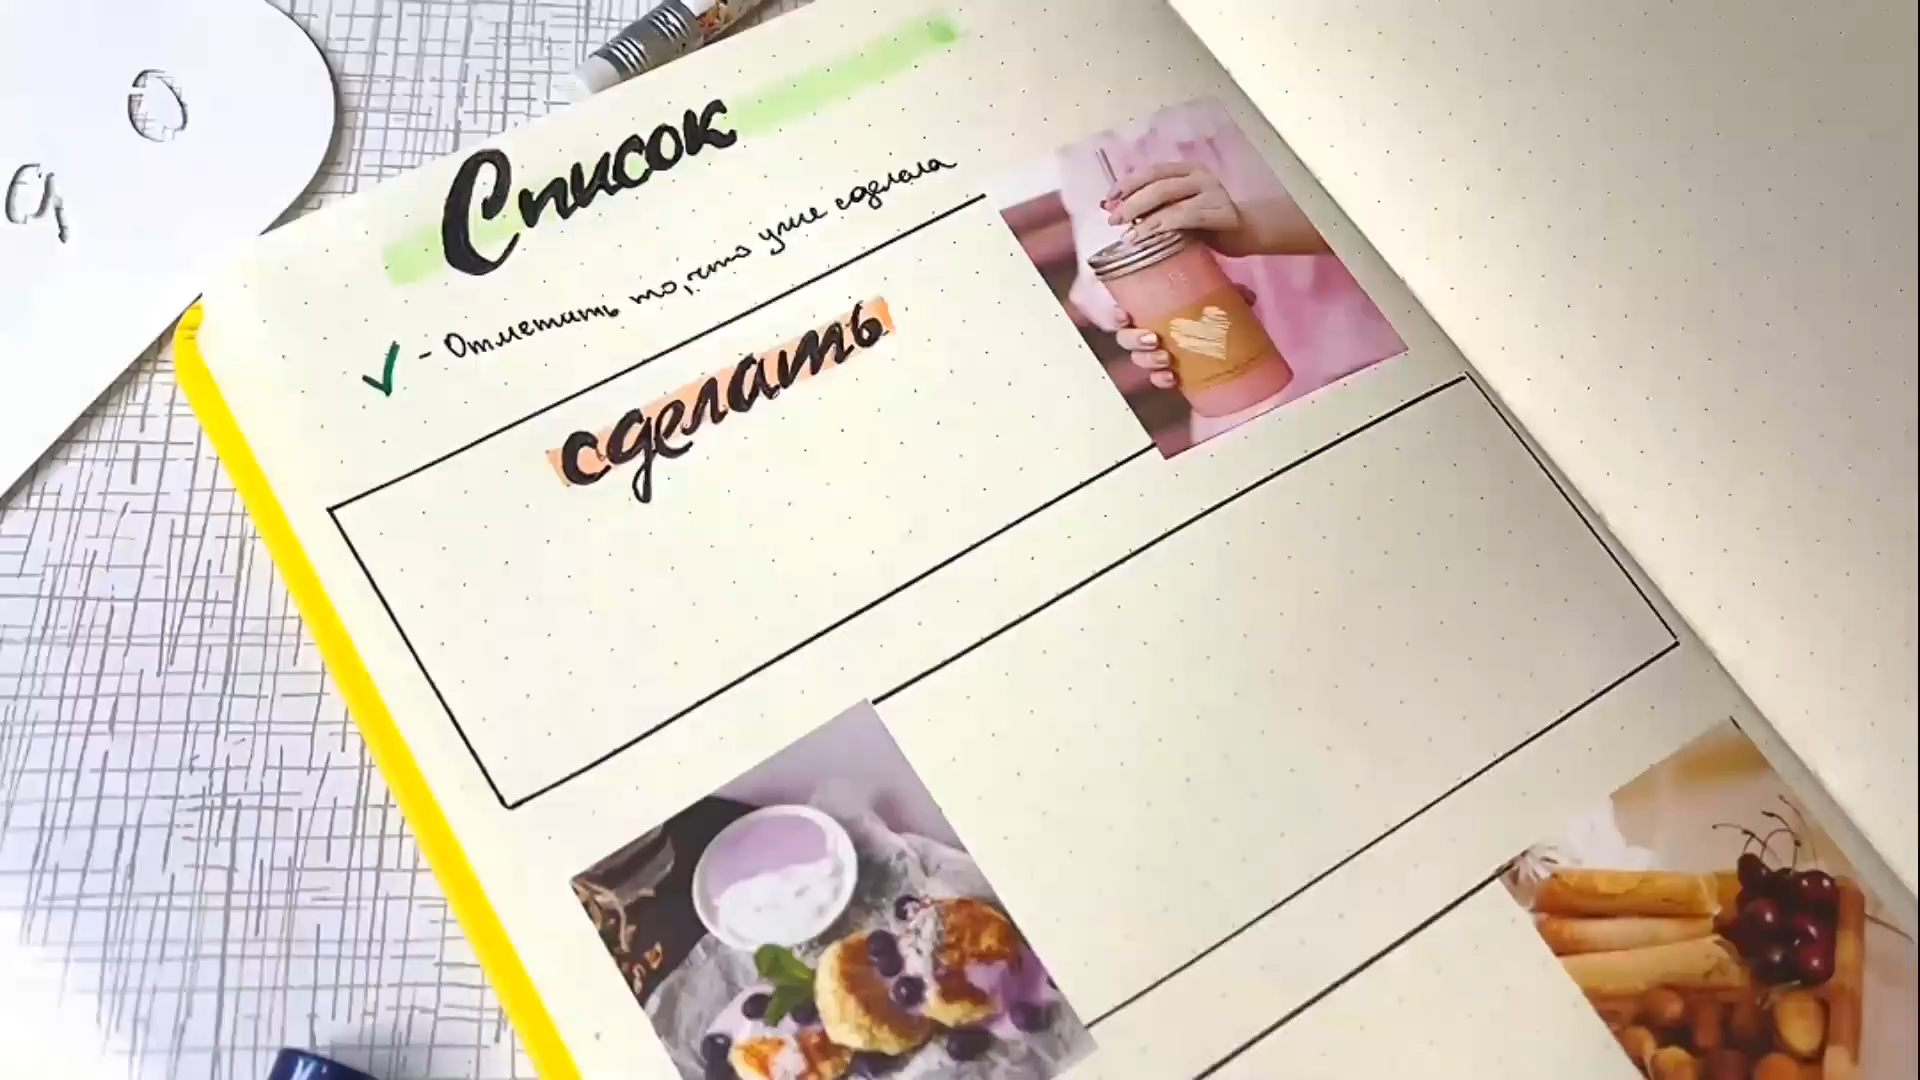 Список
✓ - Отметить то, что уже сделала
сделать